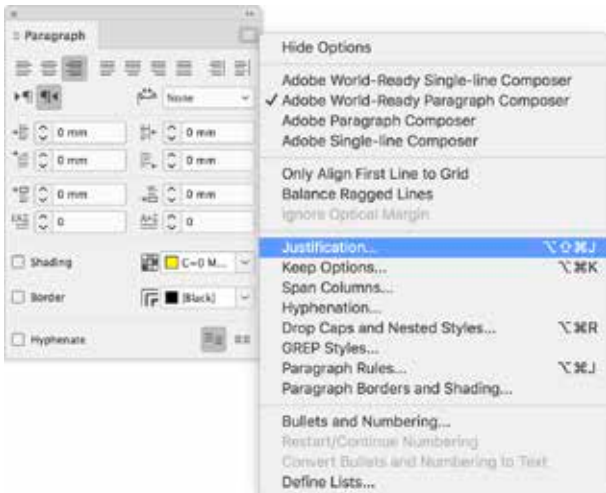 Paragraph
None
0 mm
0 mm
0 mm
0 mm
0 mm
0 mm
0
0
Shading
C=0 M...
Border
[Black]
Hyphenate
Hide Options
Adobe World-Ready Single-line Composer
✓ Adobe World-Ready Paragraph Composer
Adobe Paragraph Composer
Adobe Single-line Composer
Only Align First Line to Grid
Balance Ragged Lines
Ignore Optical Margin
Justification... ⌥⇧⌘J
Keep Options... ⌥⌘K
Span Columns...
Hyphenation...
Drop Caps and Nested Styles... ⌥⌘R
GREP Styles...
Paragraph Rules... ⌥⌘J
Paragraph Borders and Shading...
Bullets and Numbering...
Restart/Continue Numbering
Convert Bullets and Numbering to Text
Define Lists...